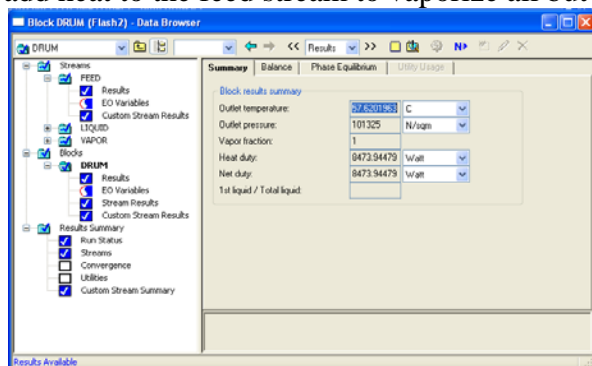 add heat to the feed stream to vaporize all but
Block DRUM (Flash2) - Data Browser
DRUM
Results
N>
Streams
FEED
Results
EO Variables
Custom Stream Results
LIQUID
VAPOR
Blocks
DRUM
Results
EO Variables
Stream Results
Custom Stream Results
Results Summary
Run Status
Streams
Convergence
Utilities
Custom Stream Summary
Summary Balance Phase Equilibrium Utility Usage
Block results summary
Outlet temperature: 57.6201963 C
Outlet pressure: 101325 N/sqm
Vapor fraction: 1
Heat duty: 8473.94479 Watt
Net duty: 8473.94479 Watt
1st liquid / Total liquid:
Results Available